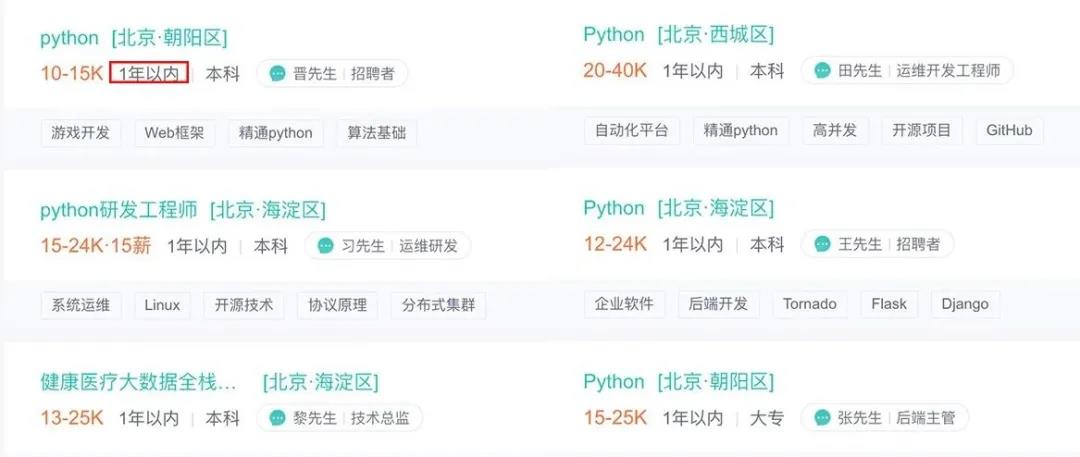 python [北京·朝阳区]
10-15K 1年以内 本科 晋先生 招聘者
游戏开发 Web框架 精通python 算法基础
python研发工程师 [北京·海淀区]
15-24K·15薪 1年以内 本科 习先生 运维研发
系统运维 Linux 开源技术 协议原理 分布式集群
健康医疗大数据全栈... [北京·海淀区]
13-25K 1年以内 本科 黎先生 技术总监
Python [北京·西城区]
20-40K 1年以内 本科 田先生 运维开发工程师
自动化平台 精通python 高并发 开源项目 GitHub
Python [北京·海淀区]
12-24K 1年以内 本科 王先生 招聘者
企业软件 后端开发 Tornado Flask Django
Python [北京·朝阳区]
15-25K 1年以内 大专 张先生 后端主管